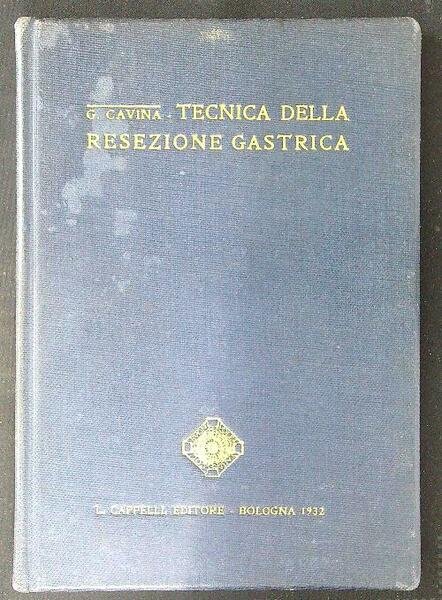 G. CAVINA - TECNICA DELLA
RESEZIONE GASTRICA
L. CAPPELLI, EDITORE - BOLOGNA 1932